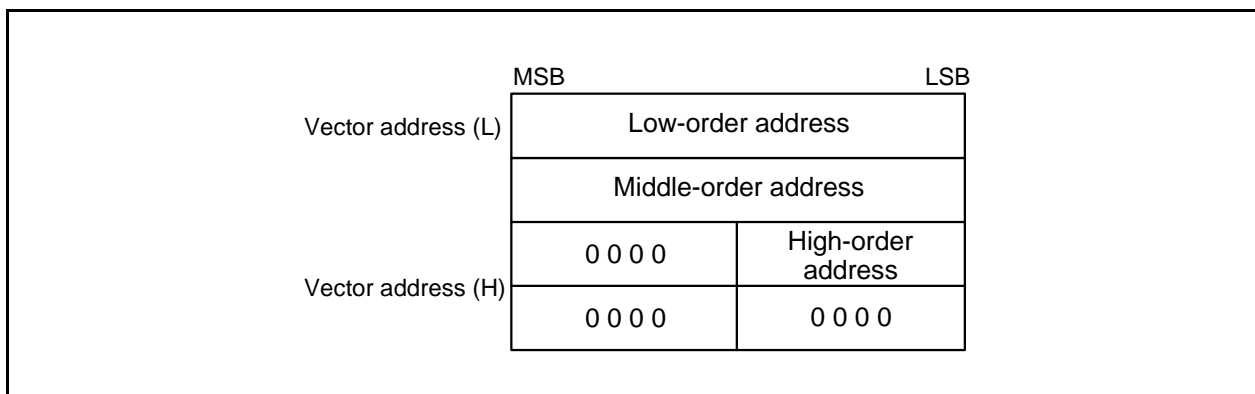 MSB LSB
Vector address (L) Low-order address
Middle-order address
0 0 0 0 High-order
address
Vector address (H)
0 0 0 0 0 0 0 0